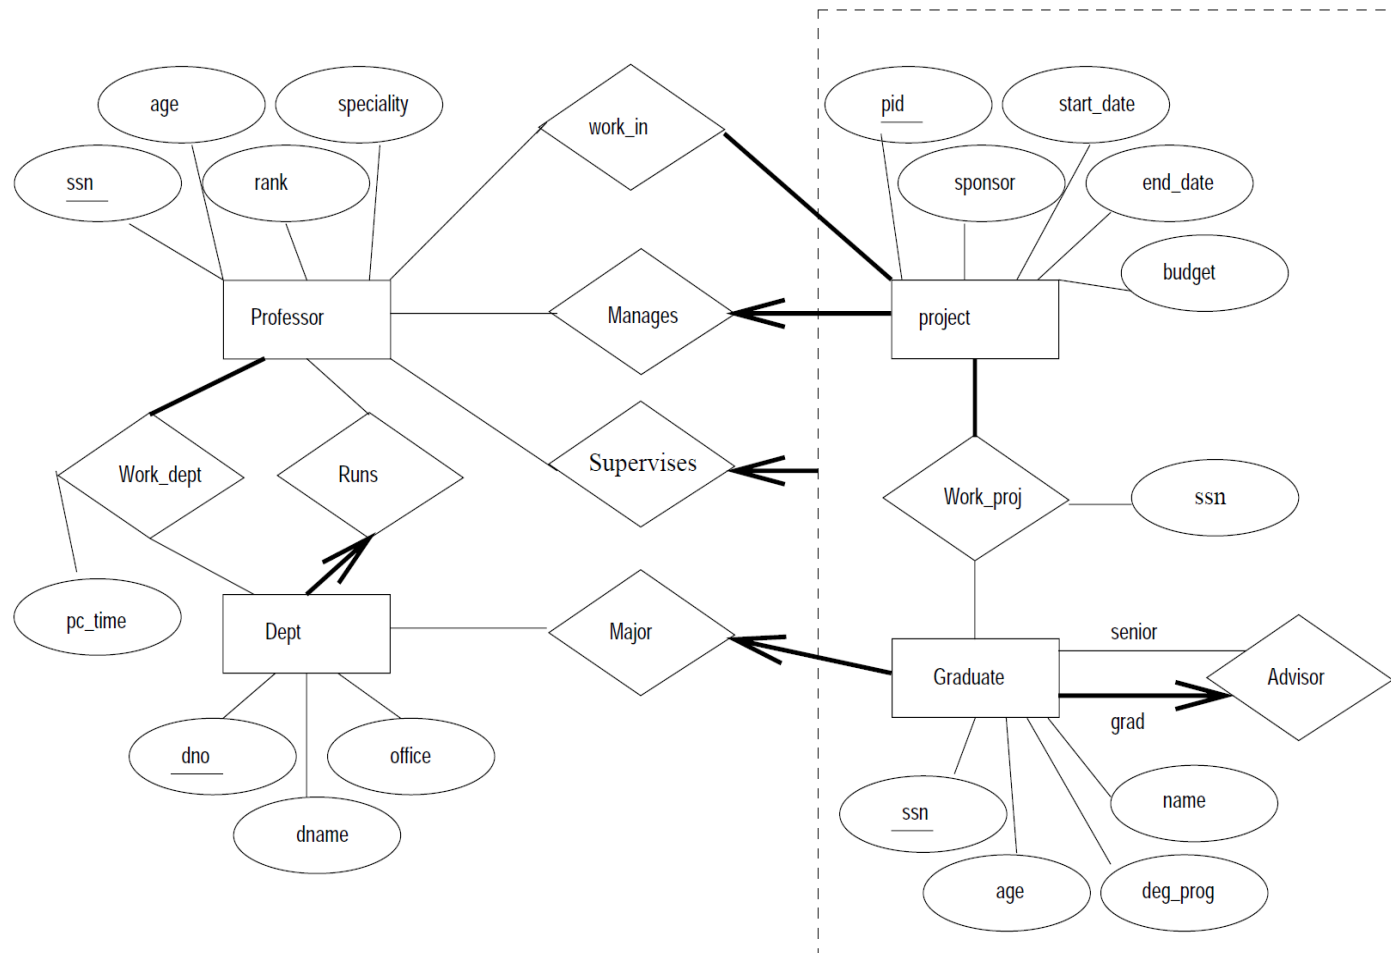 age
speciality
work_in
pid
start_date
ssn
rank
sponsor
end_date
budget
Professor
Manages
project
Work_dept
Runs
Supervises
Work_proj
ssn
pc_time
Dept
Major
senior
Graduate
Advisor
grad
dno
office
name
ssn
dname
age
deg_prog